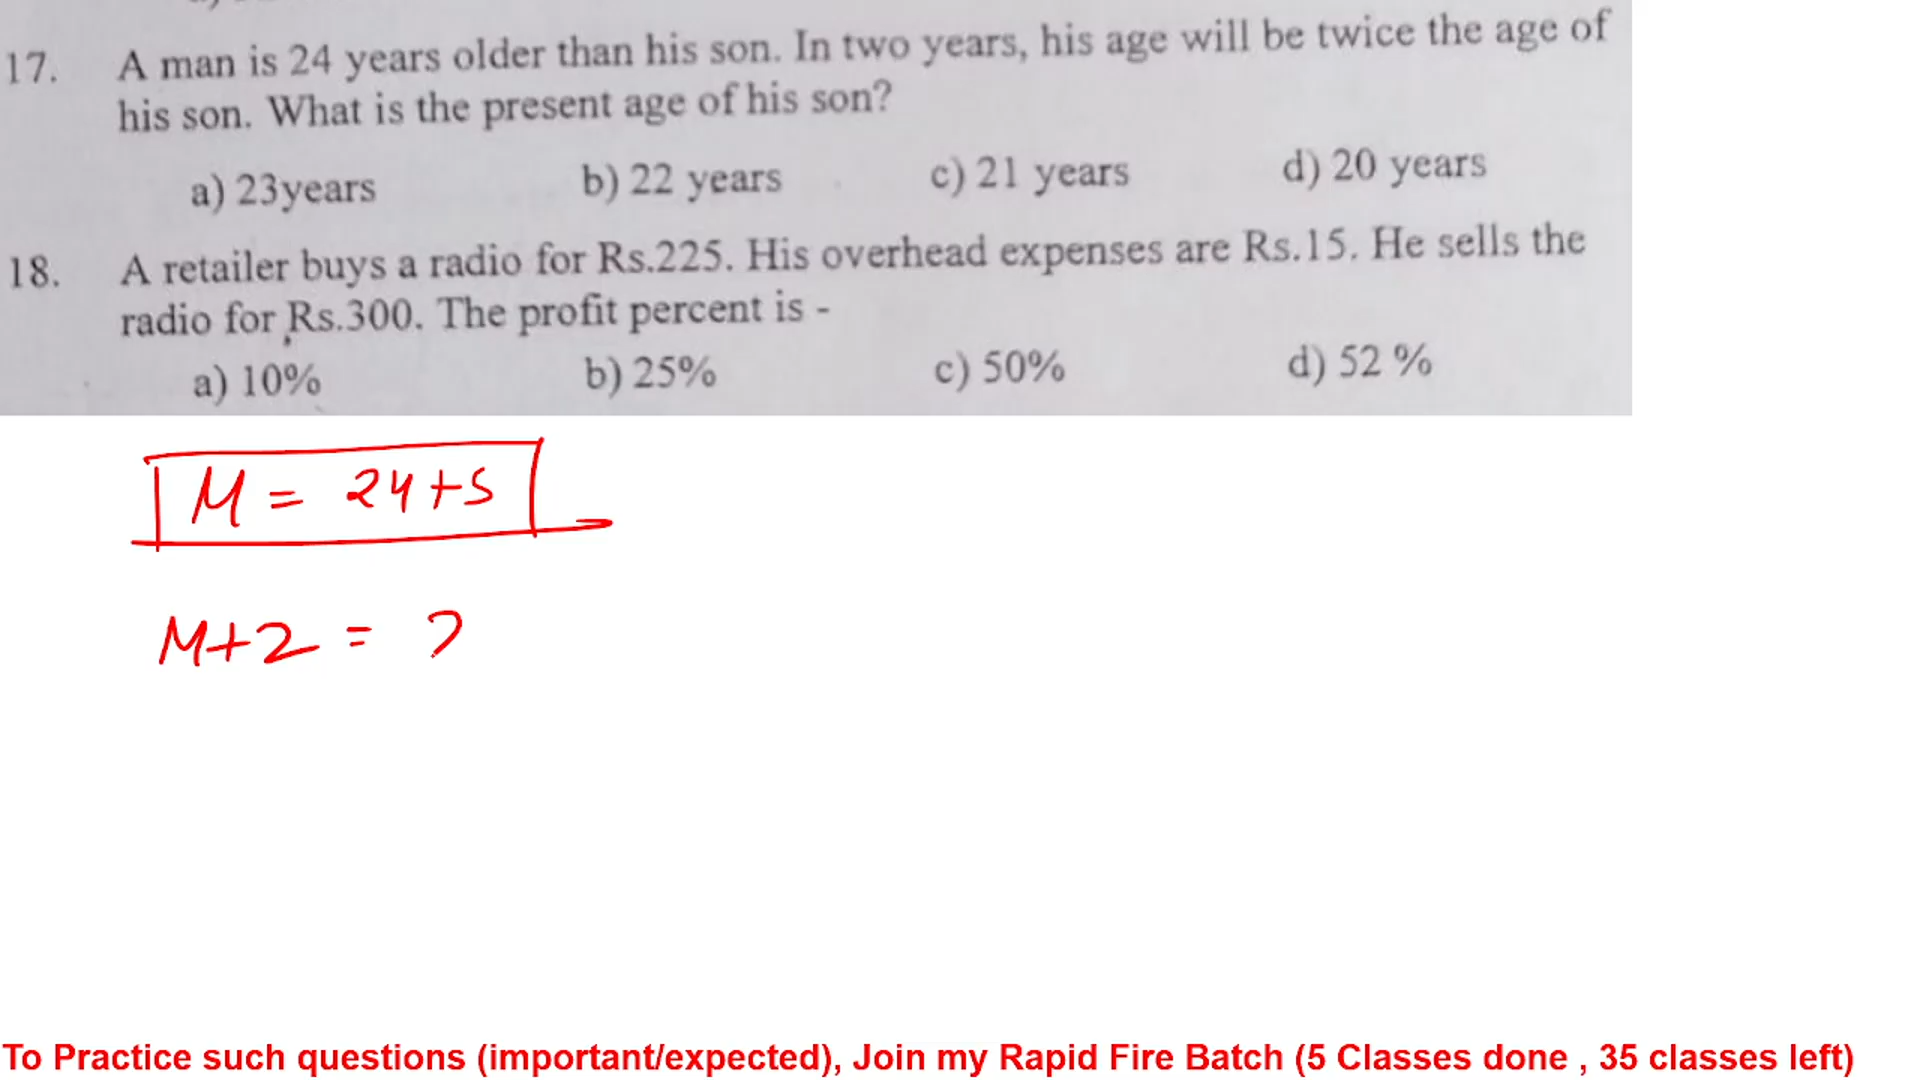 17. A man is 24 years older than his son. In two years, his age will be twice the age of
his son. What is the present age of his son?
a) 23years b) 22 years c) 21 years d) 20 years
18. A retailer buys a radio for Rs.225. His overhead expenses are Rs.15. He sells the
radio for Rs.300. The profit percent is -
a) 10% b) 25% c) 50% d) 52 %
M = 24+S
M+2 = 2
To Practice such questions (important/expected), Join my Rapid Fire Batch (5 Classes done , 35 classes left)